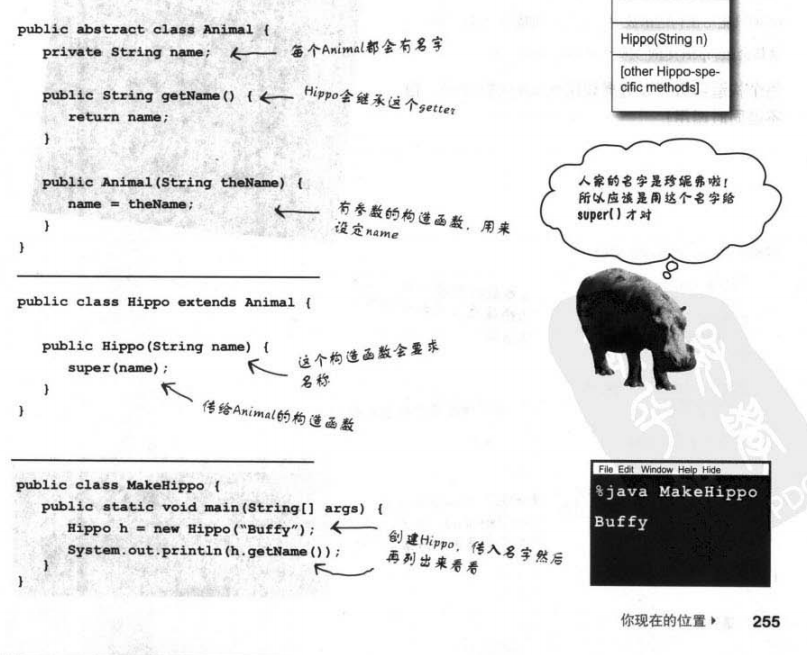 Hippo(String n)
[other Hippo-spe-
cific methods]
public abstract class Animal {
private String name; 每个Animal都会有名字
public String getName() { Hippo会继承这个getter
return name;
}
public Animal(String theName) {
name = theName; 有参数的构造函数，用来
设定name
}
}
人家的名字是珍妮弗啦！
所以应该是用这个名字给
super()才对
public class Hippo extends Animal {
public Hippo(String name) { 这个构造函数会要求
名称
super(name);
} 传给Animal的构造函数
}
public class MakeHippo {
public static void main(String[] args) {
Hippo h = new Hippo(“Buffy”); 创建Hippo，传入名字然后
System.out.println(h.getName()); 再列出来看看
}
}
File Edit Window Help Hide
%java MakeHippo
Buffy
你现在的位置 ▸ 255